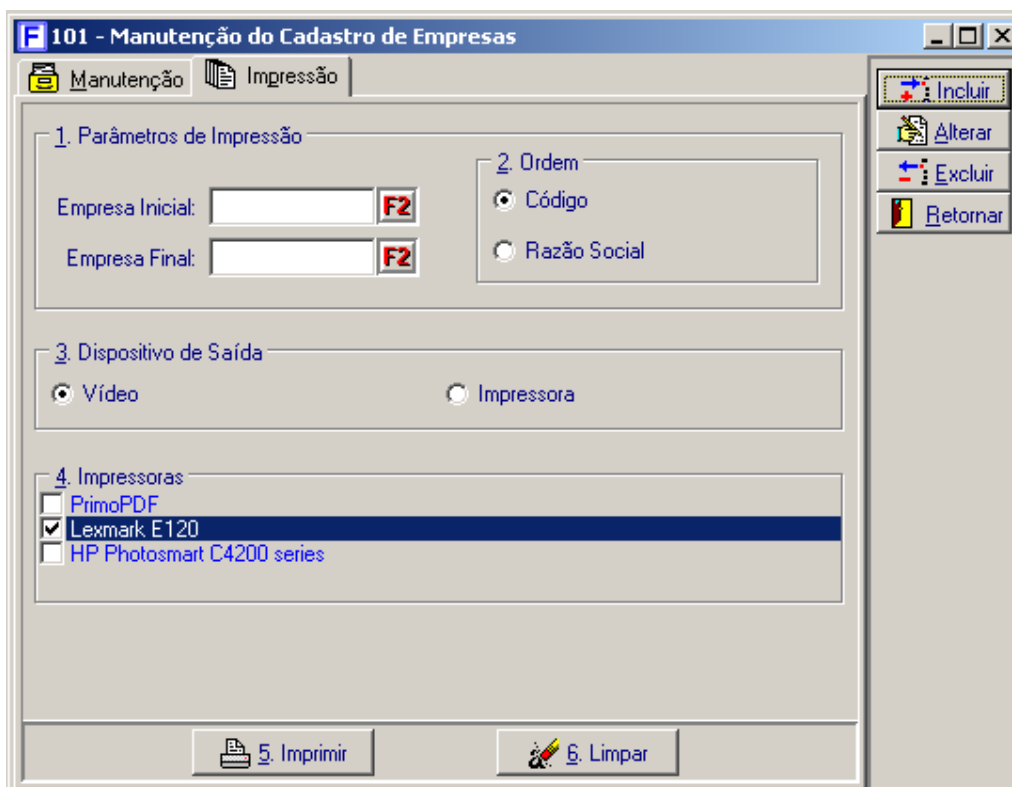 F 101 - Manutenção do Cadastro de Empresas
Manutenção
Impressão
1. Parâmetros de Impressão
Empresa Inicial: F2
Empresa Final: F2
2. Ordem
Código
Razão Social
3. Dispositivo de Saída
Vídeo
Impressora
4. Impressoras
PrimoPDF
Lexmark E120
HP Photosmart C4200 series
5. Imprimir
6. Limpar
Incluir
Alterar
Excluir
Retornar